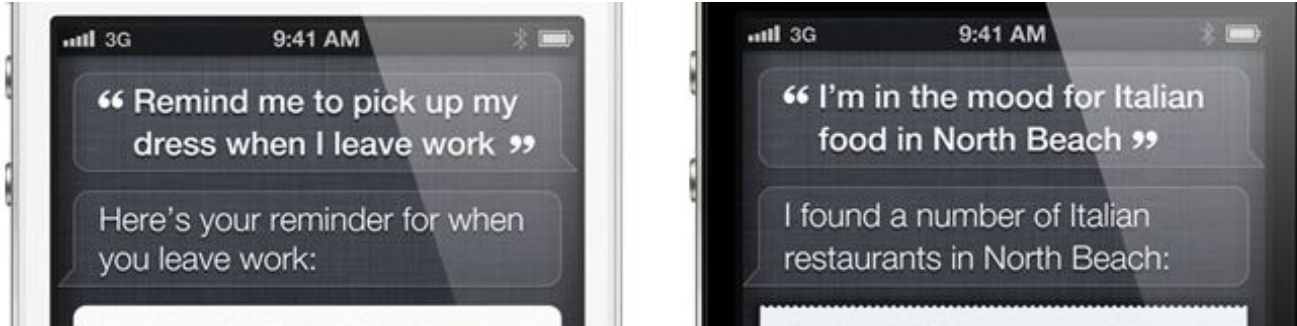 3G 9:41 AM
“ Remind me to pick up my
dress when I leave work ”
Here’s your reminder for when
you leave work:
3G 9:41 AM
“ I’m in the mood for Italian
food in North Beach ”
I found a number of Italian
restaurants in North Beach: